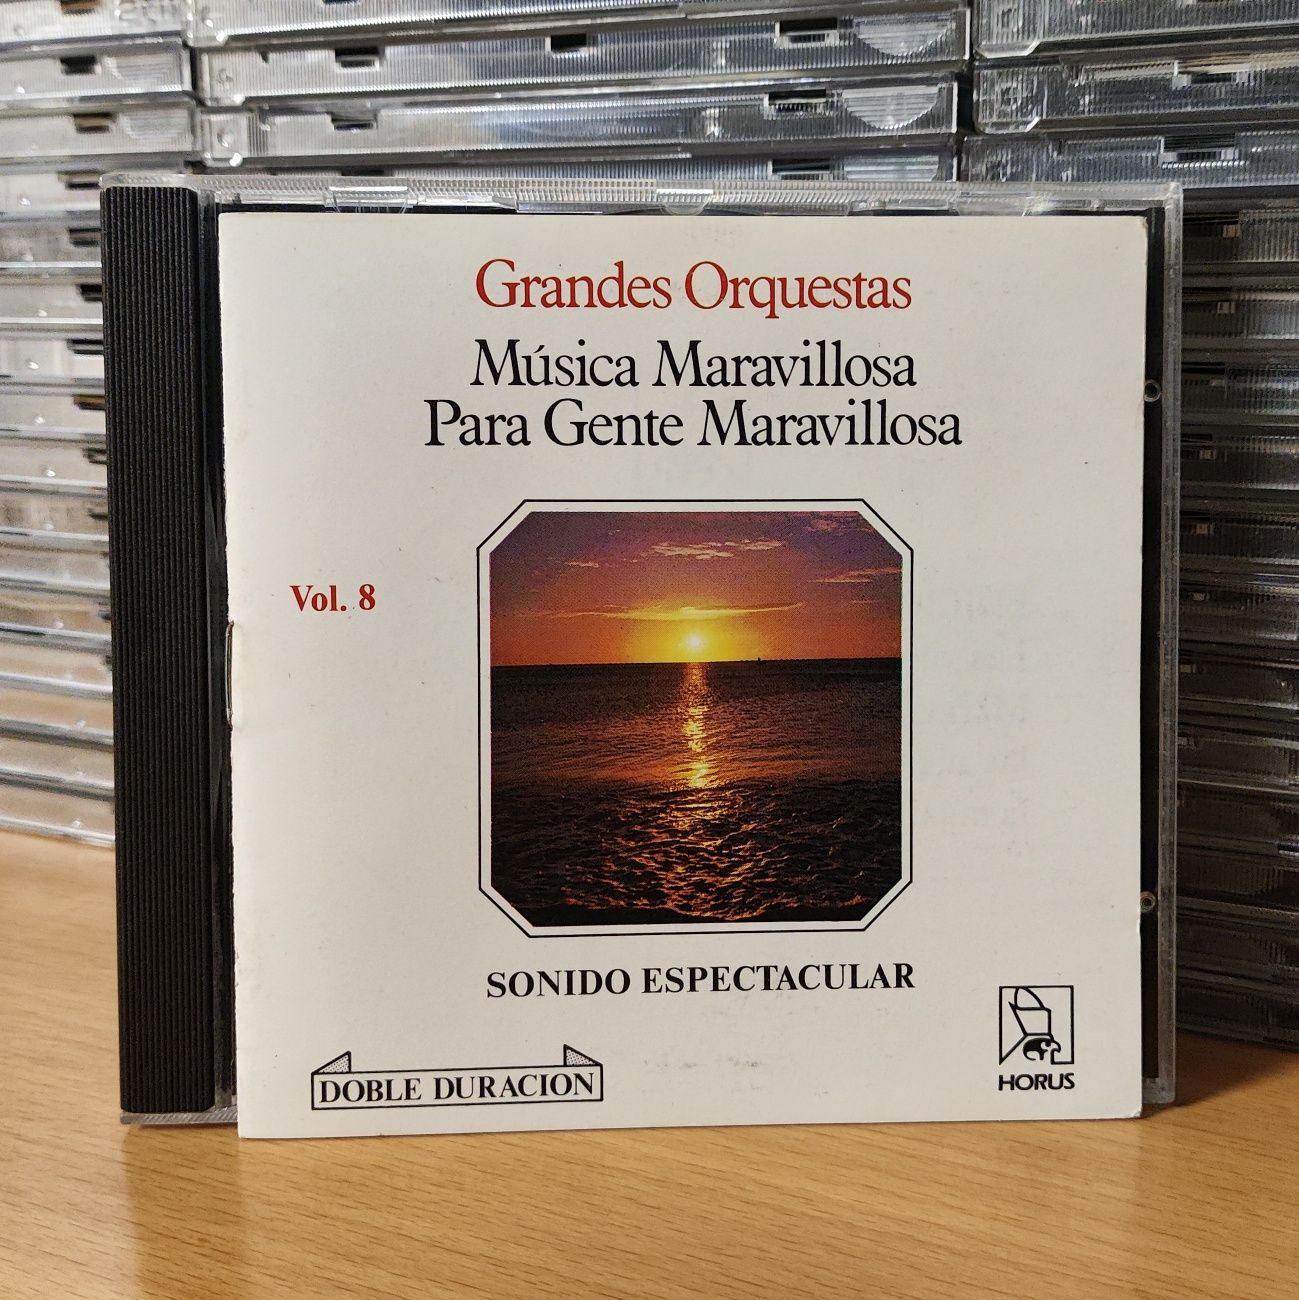 Grandes Orquestas
Música Maravillosa
Para Gente Maravillosa
Vol. 8
SONIDO ESPECTACULAR
DOBLE DURACION
HORUS